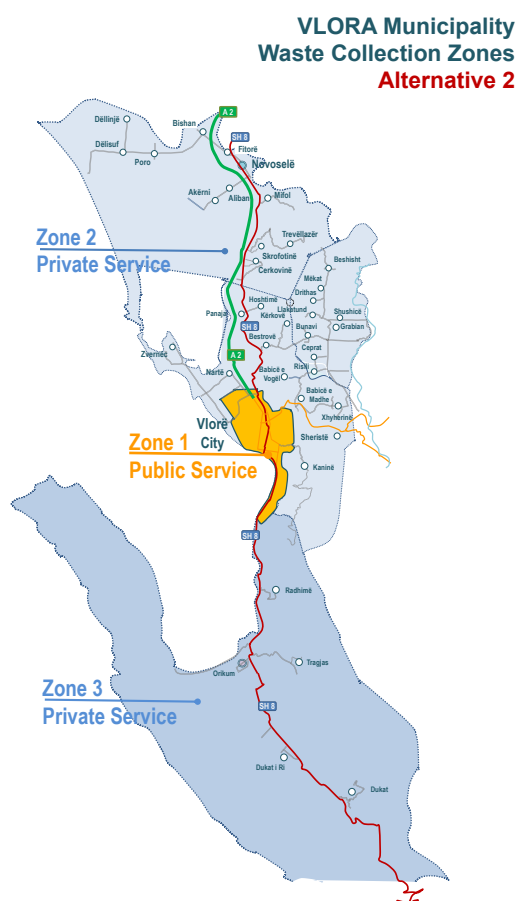 VLORA Municipality
Waste Collection Zones
Alternative 2
A 2
Dëllinjë
Bishan
SH 8
Dëlisuf
Poro
Fitorë
Novoselë
Akërni
Aliban
Mifol
Zone 2
Private Service
Trevëllazër
Skrofotinë
Cerkovinë
Beshisht
Mëkat
Drithas
Hoshtimë
Llakatund
Panaja
Kërkovë
Shushicë
SH 8
Bunavi
Grabian
Bestrovë
Zvërnec
A 2
Ceprat
Nartë
Babicë e
Vogël
Risili
Babicë e
Madhe
Xhyherinë
Vlorë
City
Zone 1
Public Service
Sheristë
Kaninë
SH 8
Radhimë
Orikum
Tragjas
Zone 3
Private Service
SH 8
Dukat i Ri
Dukat